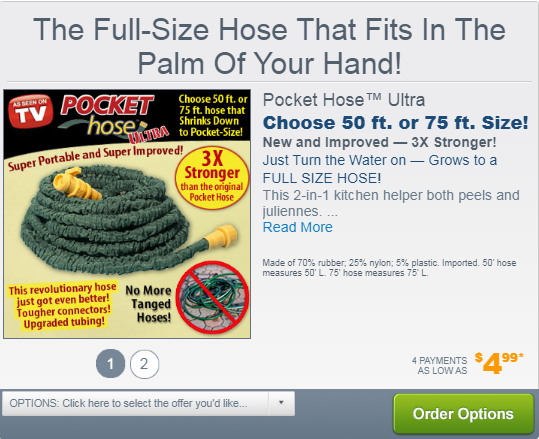 The Full-Size Hose That Fits In The
Palm Of Your Hand!
AS SEEN ON
TV
POCKET
hose
ULTRA
Choose 50 ft. or
75 ft. hose that
Shrinks Down
to Pocket-Size!
Super Portable and Super Improved!
3X
Stronger
than the original
Pocket Hose
This revolutionary hose
just got even better!
Tougher connectors!
Upgraded tubing!
No More
Tanged
Hoses!
Pocket Hose™ Ultra
Choose 50 ft. or 75 ft. Size!
New and Improved — 3X Stronger!
Just Turn the Water on — Grows to a
FULL SIZE HOSE!
This 2-in-1 kitchen helper both peels and
juliennes. ...
Read More
Made of 70% rubber; 25% nylon; 5% plastic. Imported. 50' hose
measures 50' L. 75' hose measures 75' L.
1 2
4 PAYMENTS
AS LOW AS
$4.99*
OPTIONS: Click here to select the offer you'd like...
Order Options